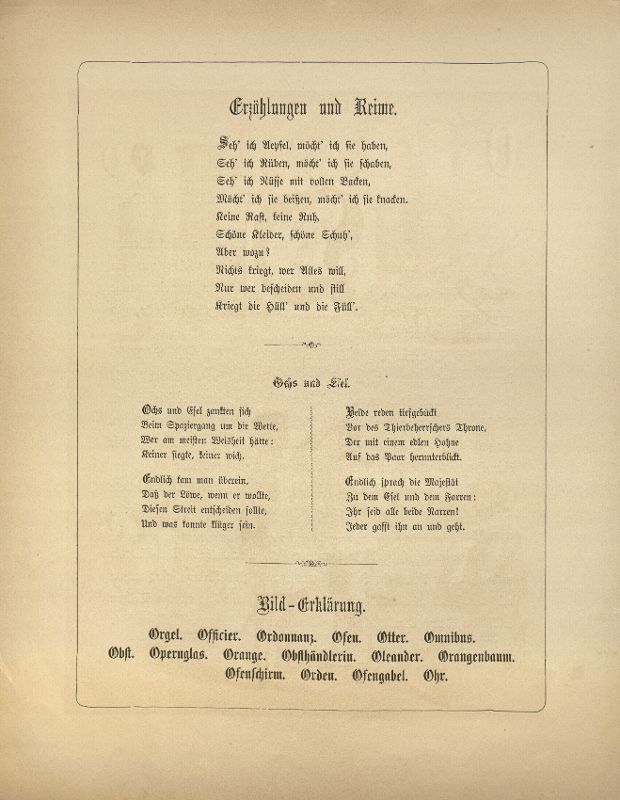 Erzählungen und Reime.
Seh' ich Aepfel, möcht' ich sie haben,
Seh' ich Rüben, möcht' ich sie schaben,
Seh' ich Nüsse mit vollen Backen,
Möcht' ich sie beißen, möcht' ich sie knacken.
Keine Rast, keine Ruh,
Schöne Kleider, schöne Schuh',
Aber wozu?
Nichts kriegt, wer Alles will,
Nur wer bescheiden und still
Kriegt die Hüll' und die Füll'.
Ochs und Esel.
Ochs und Esel zankten sich
Beim Spaziergang um die Wette,
Wer am meisten Weisheit hätte:
Keiner siegte, keiner wich.
Endlich kam man überein,
Daß der Löwe, wenn er wollte,
Diesen Streit entscheiden sollte,
Und was konnte klüger sein.
Beide reden tiefgebückt
Vor des Thierbeherrschers Throne,
Der mit einem edlen Hohne
Auf das Paar herunterblickt.
Endlich sprach die Majestät
Zu dem Esel und dem Farren:
Ihr seid alle beide Narren!
Jeder gafft ihn an und geht.
Bild-Erklärung.
Orgel. Officier. Ordonnanz. Ofen. Otter. Omnibus.
Obst. Opernglas. Orange. Obsthändlerin. Oleander. Orangenbaum.
Ofenschirm. Orden. Ofengabel. Ohr.